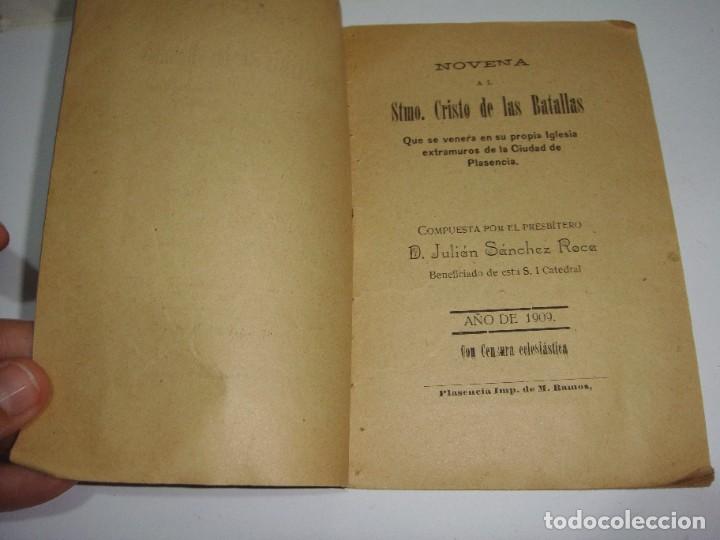 NOVENA
AL
Stmo. Cristo de las Batallas
Que se venera en su propia Iglesia
extramuros de la Ciudad de
Plasencia.
COMPUESTA POR EL PRESBÍTERO
D. Julián Sánchez Roce
Beneficiado de esta S. I Catedral
AÑO DE 1909.
Con Censura eclesiástica
Plasencia Imp. de M. Ramos,
todocoleccion.net